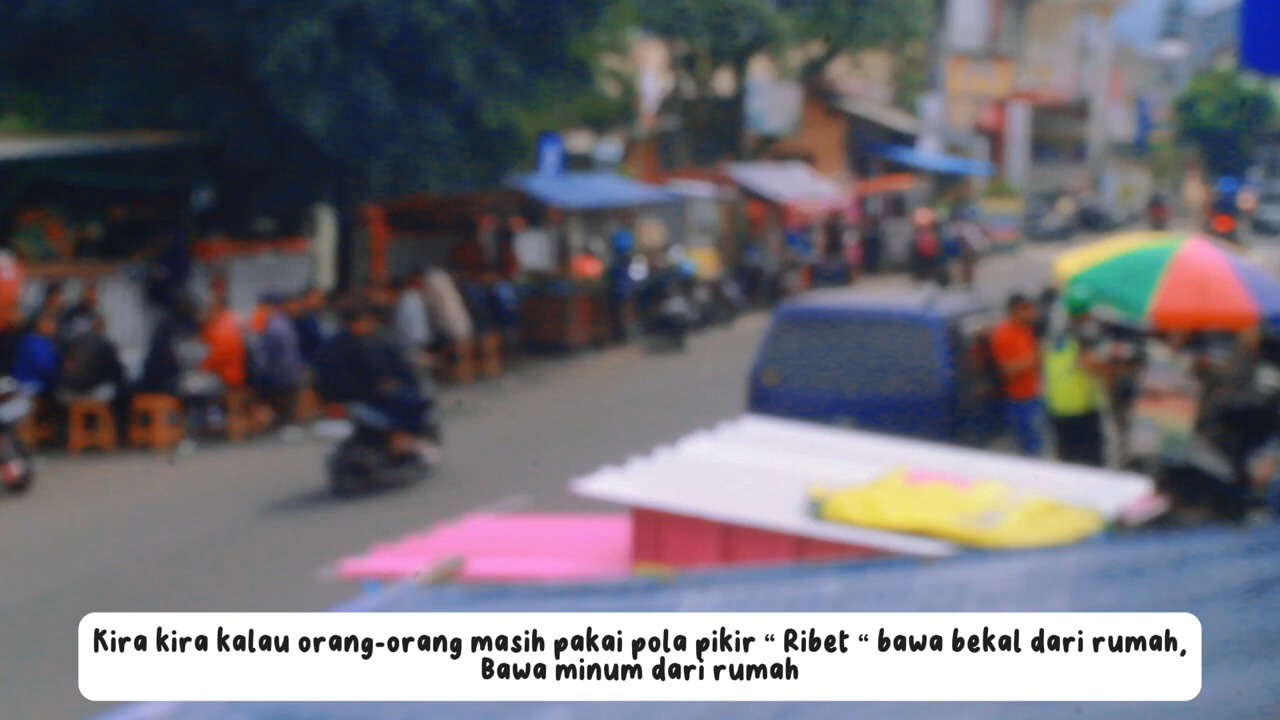 Kira kira kalau orang-orang masih pakai pola pikir “ Ribet “ bawa bekal dari rumah,
Bawa minum dari rumah